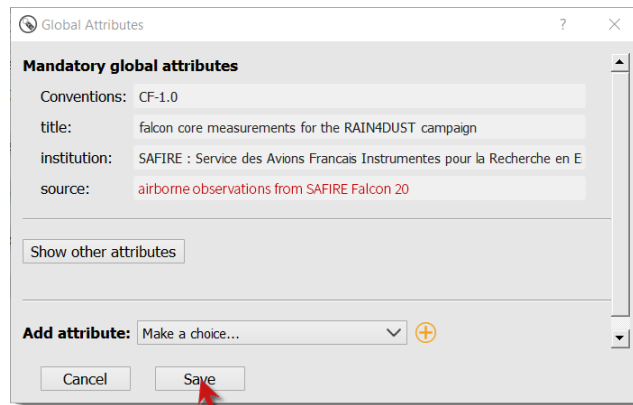 Global Attributes
Mandatory global attributes
Conventions: CF-1.0
title: falcon core measurements for the RAIN4DUST campaign
institution: SAFIRE : Service des Avions Francais Instrumentes pour la Recherche en E
source: airborne observations from SAFIRE Falcon 20
Show other attributes
Add attribute: Make a choice...
Cancel Save